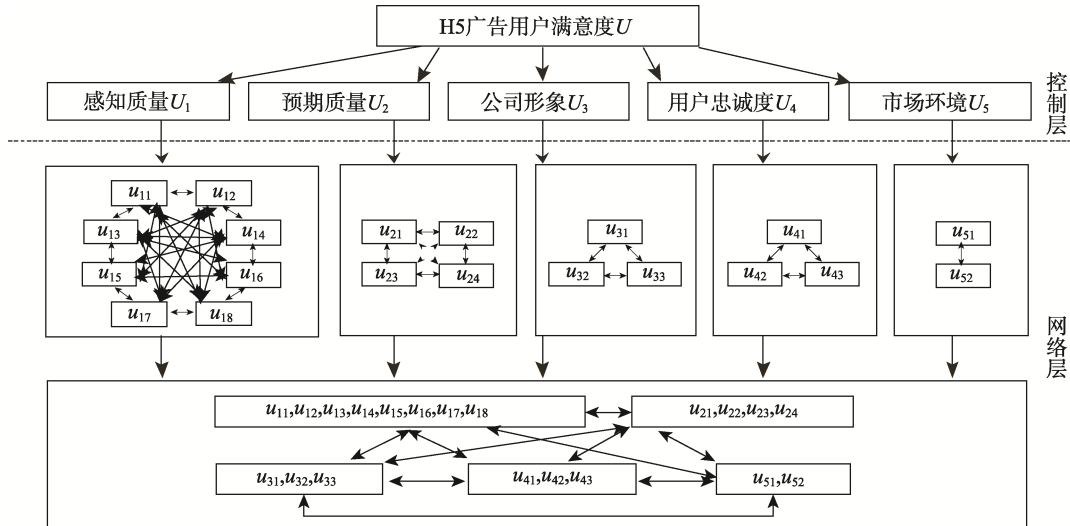 H5广告用户满意度U
感知质量U₁ 预期质量U₂ 公司形象U₃ 用户忠诚度U₄ 市场环境U₅
控制层
u₁₁ u₁₂
u₁₃ u₁₄
u₁₅ u₁₆
u₁₇ u₁₈
u₂₁ u₂₂
u₂₃ u₂₄
u₃₁
u₃₂ u₃₃
u₄₁
u₄₂ u₄₃
u₅₁
u₅₂
网络层
u₁₁,u₁₂,u₁₃,u₁₄,u₁₅,u₁₆,u₁₇,u₁₈ u₂₁,u₂₂,u₂₃,u₂₄
u₃₁,u₃₂,u₃₃ u₄₁,u₄₂,u₄₃ u₅₁,u₅₂